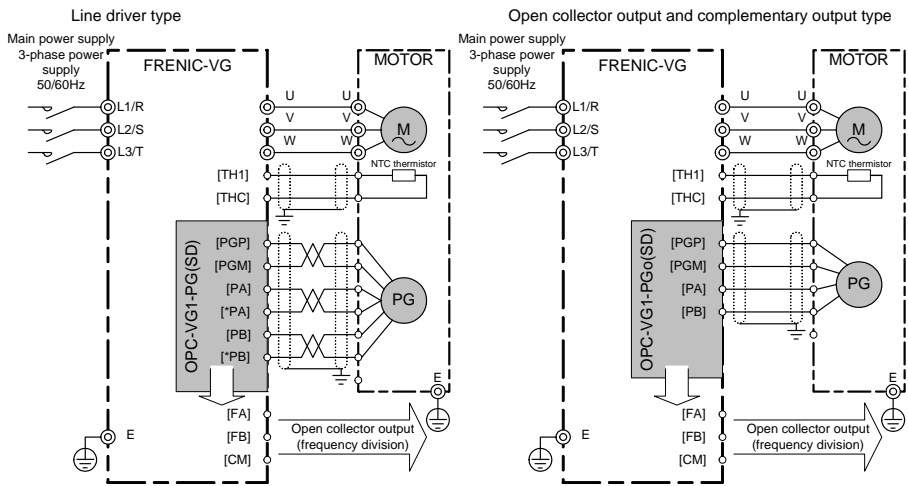 Line driver type
Main power supply
3-phase power
supply
50/60Hz
FRENIC-VG
MOTOR
L1/R
L2/S
L3/T
U
U
V
V
W
W
M
NTC thermistor
[TH1]
[THC]
OPC-VG1-PG(SD)
[PGP]
[PGM]
[PA]
[*PA]
[PB]
[*PB]
PG
E
[FA]
[FB]
[CM]
Open collector output
(frequency division)
E
Open collector output and complementary output type
Main power supply
3-phase power
supply
50/60Hz
FRENIC-VG
MOTOR
L1/R
L2/S
L3/T
U
U
V
V
W
W
M
NTC thermistor
[TH1]
[THC]
OPC-VG1-PGo(SD)
[PGP]
[PGM]
[PA]
[PB]
PG
E
[FA]
[FB]
[CM]
Open collector output
(frequency division)
E